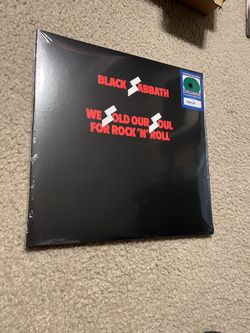 BLACK SABBATH
WE SOLD OUR SOUL
FOR ROCK 'N' ROLL